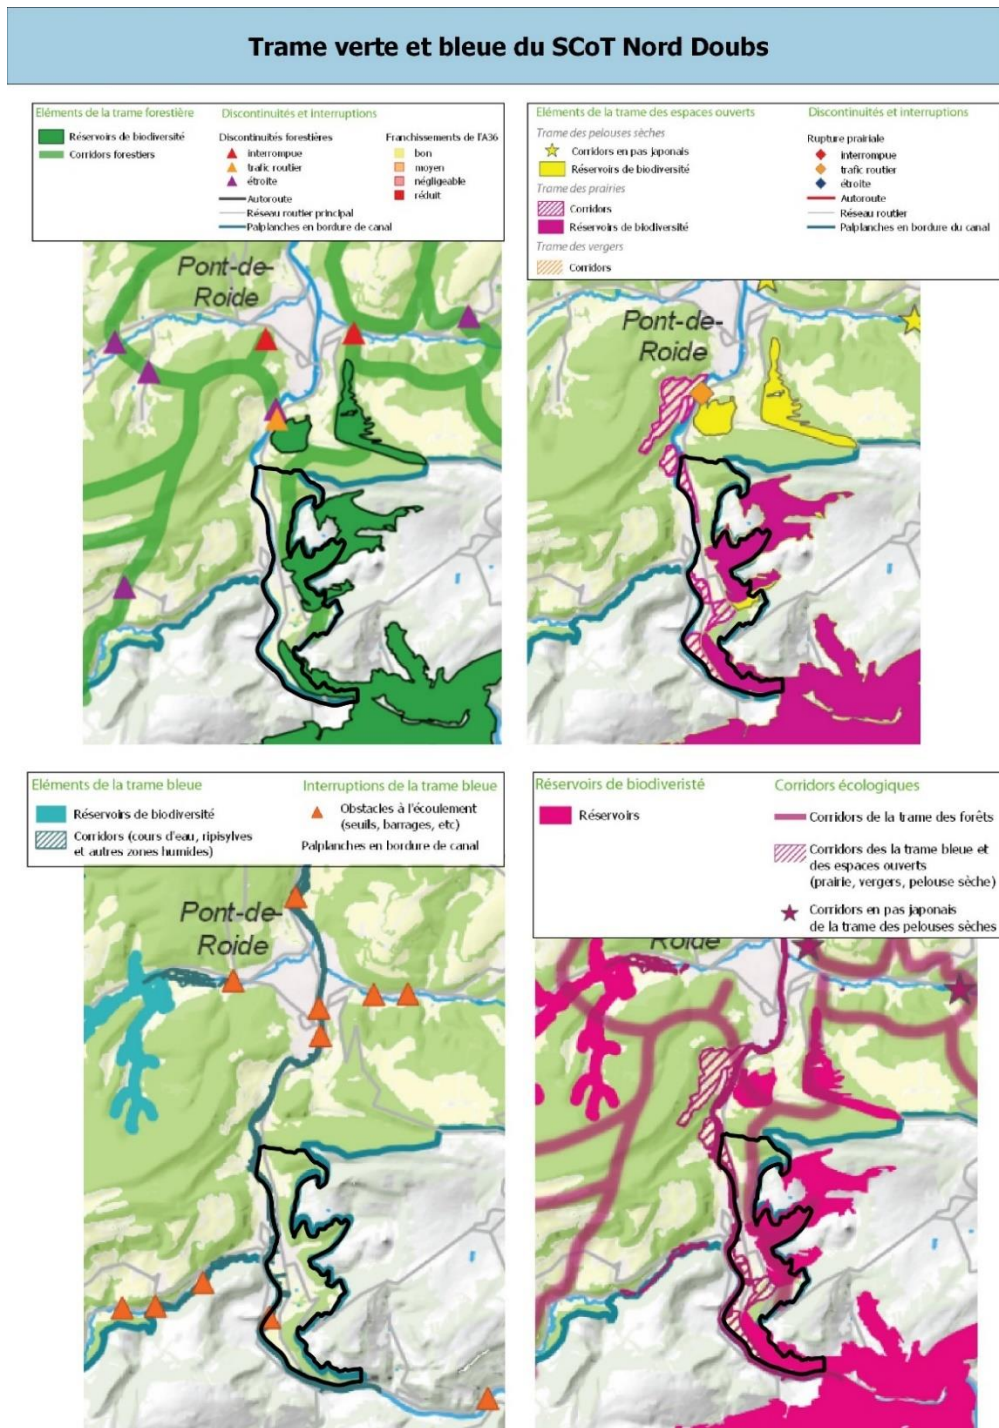 Trame verte et bleue du SCoT Nord Doubs
Eléments de la trame forestière
Réservoirs de biodiversité
Corridors forestiers
Discontinuités et interruptions
Discontinuités forestières
interrompue
trafic routier
étroite
Autoroute
Réseau routier principal
Palplanches en bordure de canal
Franchissements de l'A36
bon
moyen
négligeable
réduit
Pont-de-
Roide
Eléments de la trame des espaces ouverts
Trame des pelouses sèches
Corridors en pas japonais
Réservoirs de biodiversité
Trame des prairies
Corridors
Réservoirs de biodiversité
Trame des vergers
Corridors
Discontinuités et interruptions
Rupture prairiale
interrompue
trafic routier
étroite
Autoroute
Réseau routier
Palplanches en bordure du canal
Pont-de-
Roide
Eléments de la trame bleue
Réservoirs de biodiversité
Corridors (cours d'eau, ripisylves
et autres zones humides)
Interruptions de la trame bleue
Obstacles à l'écoulement
(seuils, barrages, etc)
Palplanches en bordure de canal
Pont-de-
Roide
Réservoirs de biodiveristé
Réservoirs
Corridors écologiques
Corridors de la trame des forêts
Corridors des la trame bleue et
des espaces ouverts
(prairie, vergers, pelouse sèche)
Corridors en pas japonais
de la trame des pelouses sèches
Roide